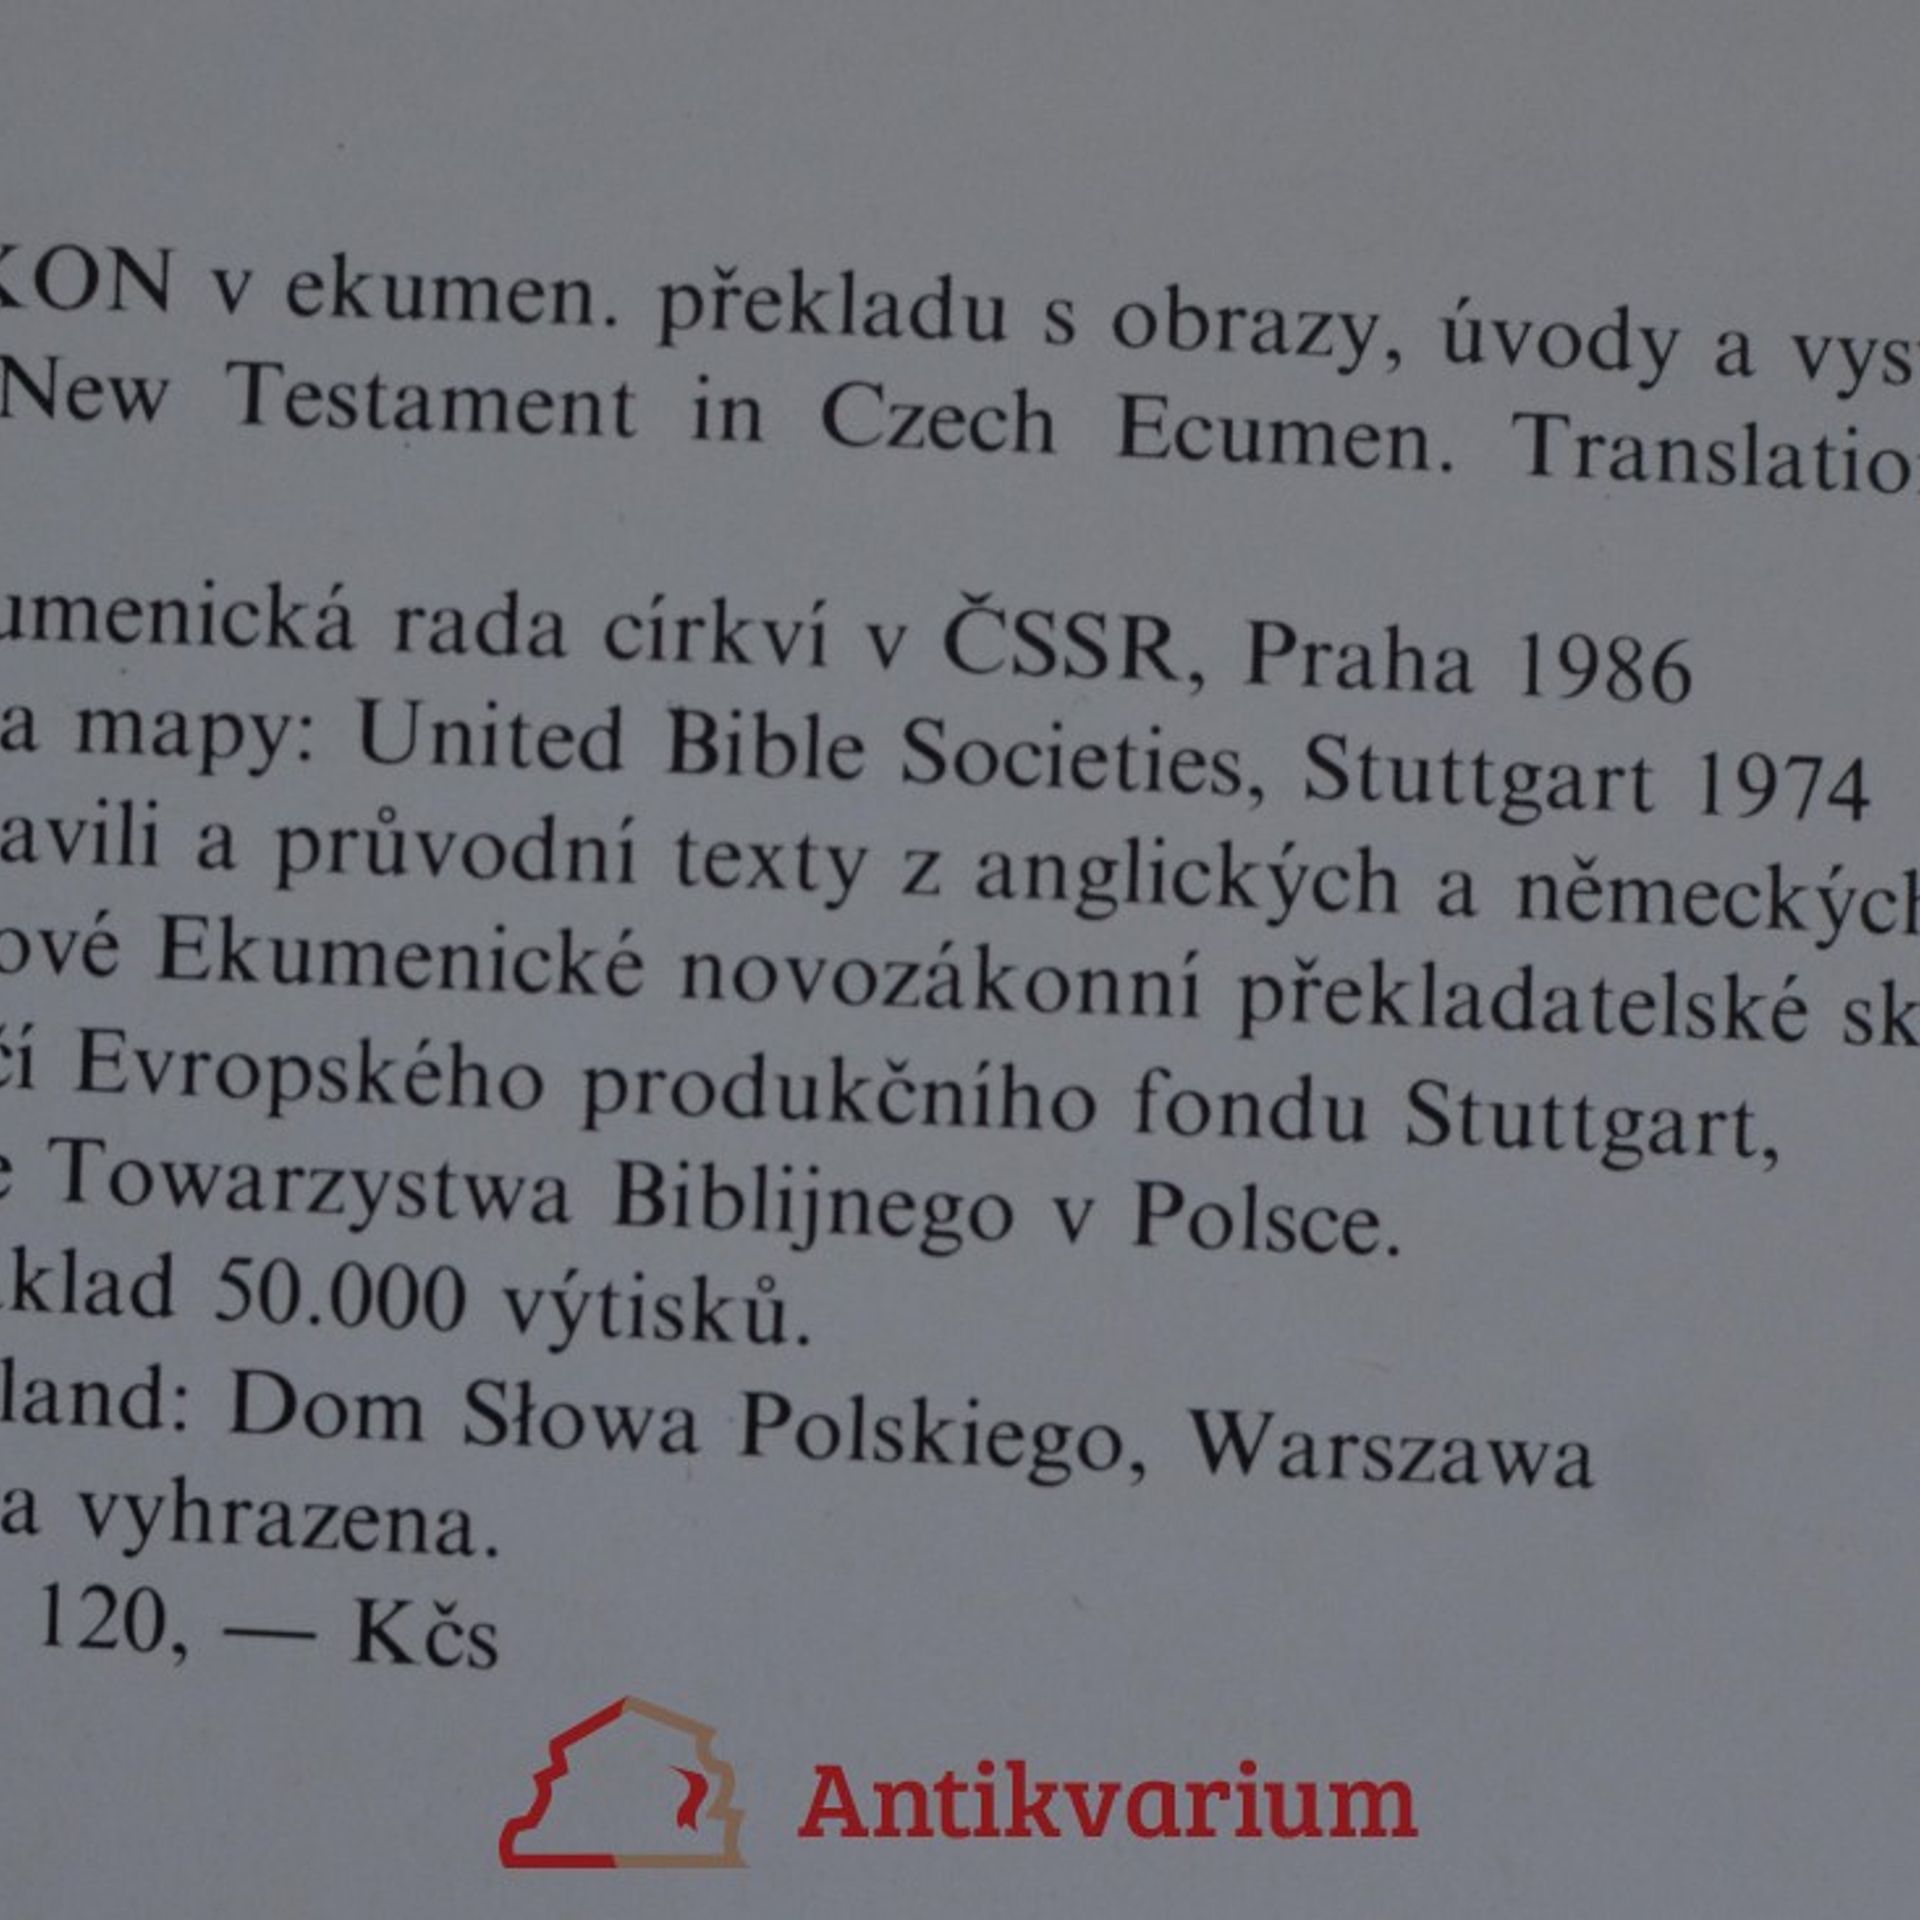 KON v ekumen. překladu s obrazy, úvody a vys
New Testament in Czech Ecumen. Translation
umenická rada církví v ČSSR, Praha 1986
a mapy: United Bible Societies, Stuttgart 1974
avili a průvodní texty z anglických a německých
ové Ekumenické novozákonní překladatelské sk
čí Evropského produkčního fondu Stuttgart,
e Towarzystwa Biblijnego v Polsce.
klad 50.000 výtisků.
land: Dom Słowa Polskiego, Warszawa
a vyhrazena.
120, — Kčs
Antikvarium